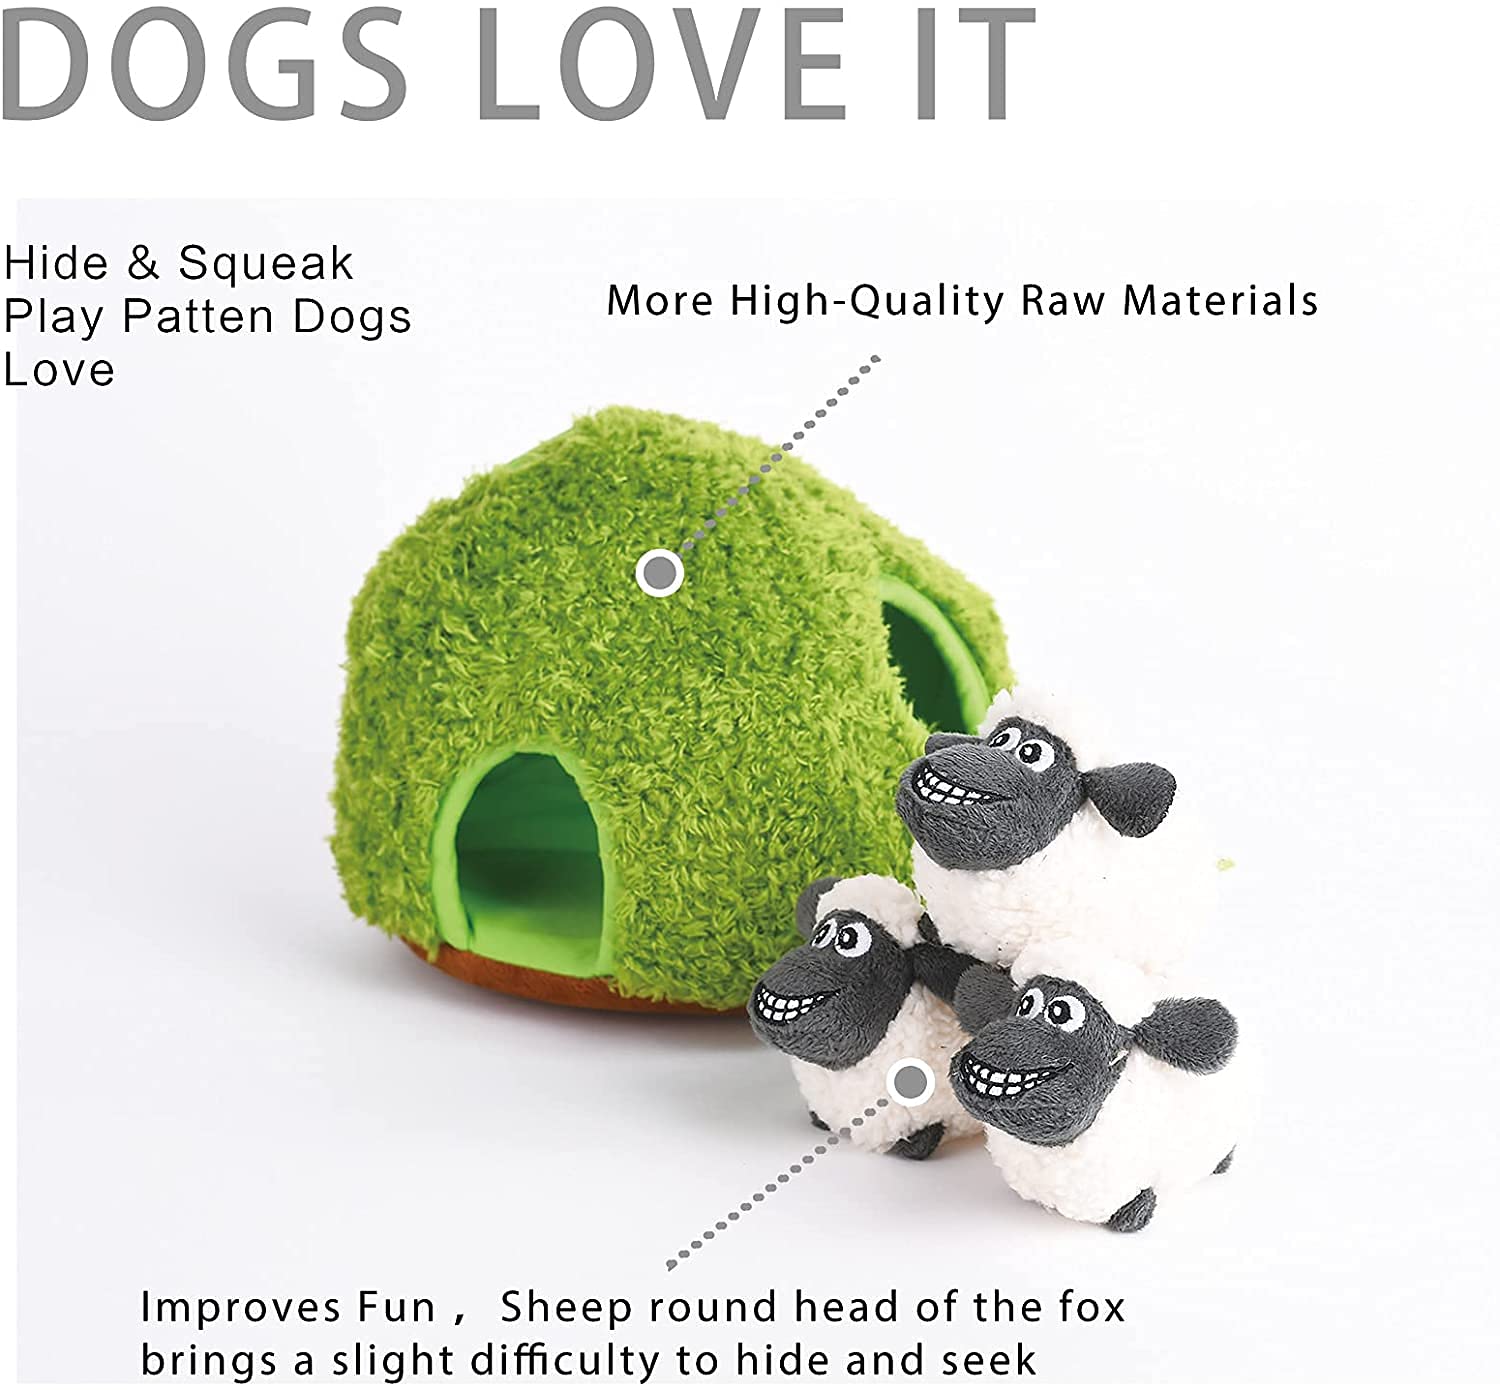 DOGS LOVE IT
Hide & Squeak
Play Patten Dogs
Love
More High-Quality Raw Materials
Improves Fun , Sheep round head of the fox
brings a slight difficulty to hide and seek